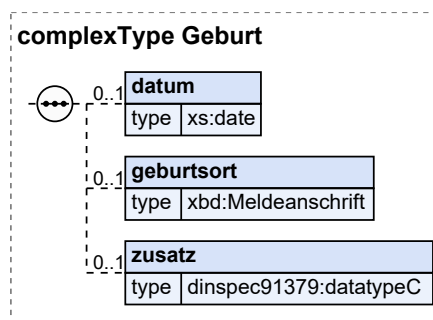 complexType Geburt
0..1 datum
type xs:date
0..1 geburtsort
type xbd:Meldeanschrift
0..1 zusatz
type dinspec91379:datatypeC